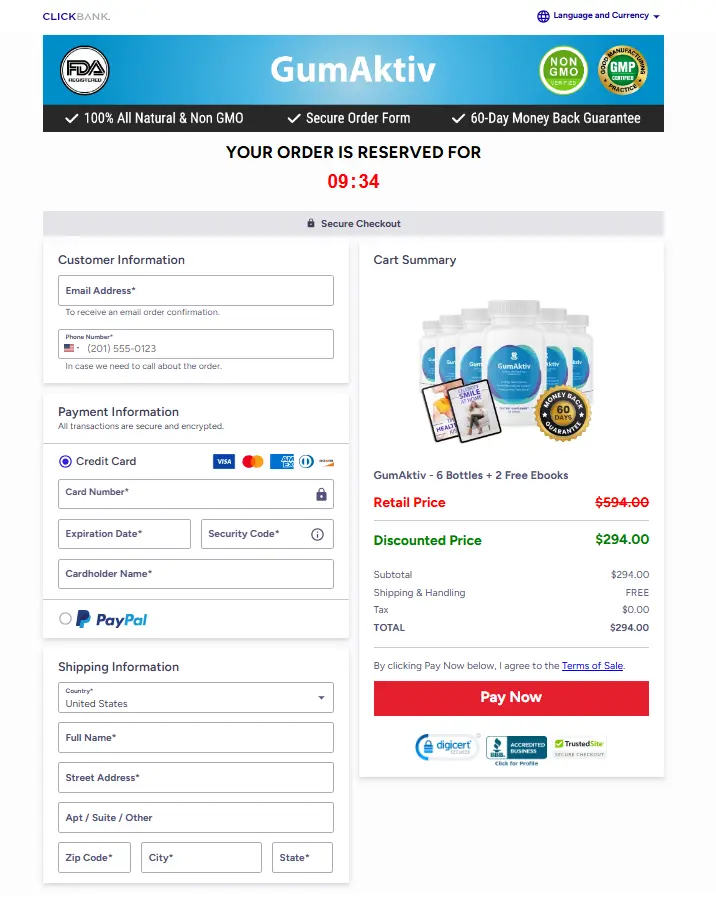 CLICKBANK.
Language and Currency
FDA
REGISTERED
GumAktiv
NON
GMO
VERIFIED
GOOD MANUFACTURING
GMP
CERTIFIED
PRACTICE
100% All Natural & Non GMO
Secure Order Form
60-Day Money Back Guarantee
YOUR ORDER IS RESERVED FOR
09:34
Secure Checkout
Customer Information
Email Address*
To receive an email order confirmation.
Phone Number*
(201) 555-0123
In case we need to call about the order.
Payment Information
All transactions are secure and encrypted.
Credit Card
VISA
AM
EX
Card Number*
Expiration Date*
Security Code*
Cardholder Name*
PayPal
Shipping Information
Country*
United States
Full Name*
Street Address*
Apt / Suite / Other
Zip Code*
City*
State*
Cart Summary
GumAktiv
SMILE
AT HOME
HEALTH
MONEY BACK
60
DAYS
GUARANTEE
GumAktiv - 6 Bottles + 2 Free Ebooks
Retail Price
$594.00
Discounted Price
$294.00
Subtotal
$294.00
Shipping & Handling
FREE
Tax
$0.00
TOTAL
$294.00
By clicking Pay Now below, I agree to the Terms of Sale.
Pay Now
digicert
SECURED
BBB.
ACCREDITED
BUSINESS
Click for Profile
TrustedSite
SECURE CHECKOUT